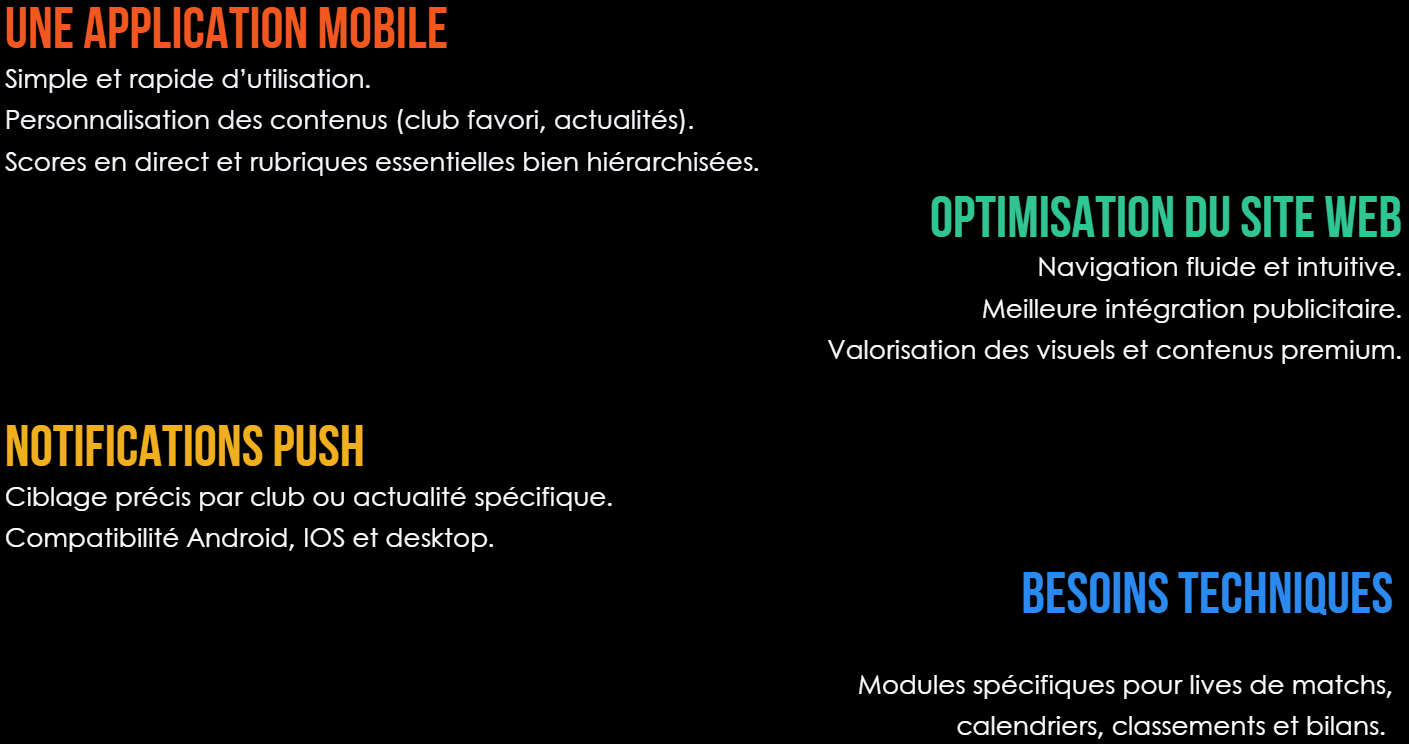 UNE APPLICATION MOBILE
Simple et rapide d’utilisation.
Personnalisation des contenus (club favori, actualités).
Scores en direct et rubriques essentielles bien hiérarchisées.
OPTIMISATION DU SITE WEB
Navigation fluide et intuitive.
Meilleure intégration publicitaire.
Valorisation des visuels et contenus premium.
NOTIFICATIONS PUSH
Ciblage précis par club ou actualité spécifique.
Compatibilité Android, IOS et desktop.
BESOINS TECHNIQUES
Modules spécifiques pour lives de matchs,
calendriers, classements et bilans.